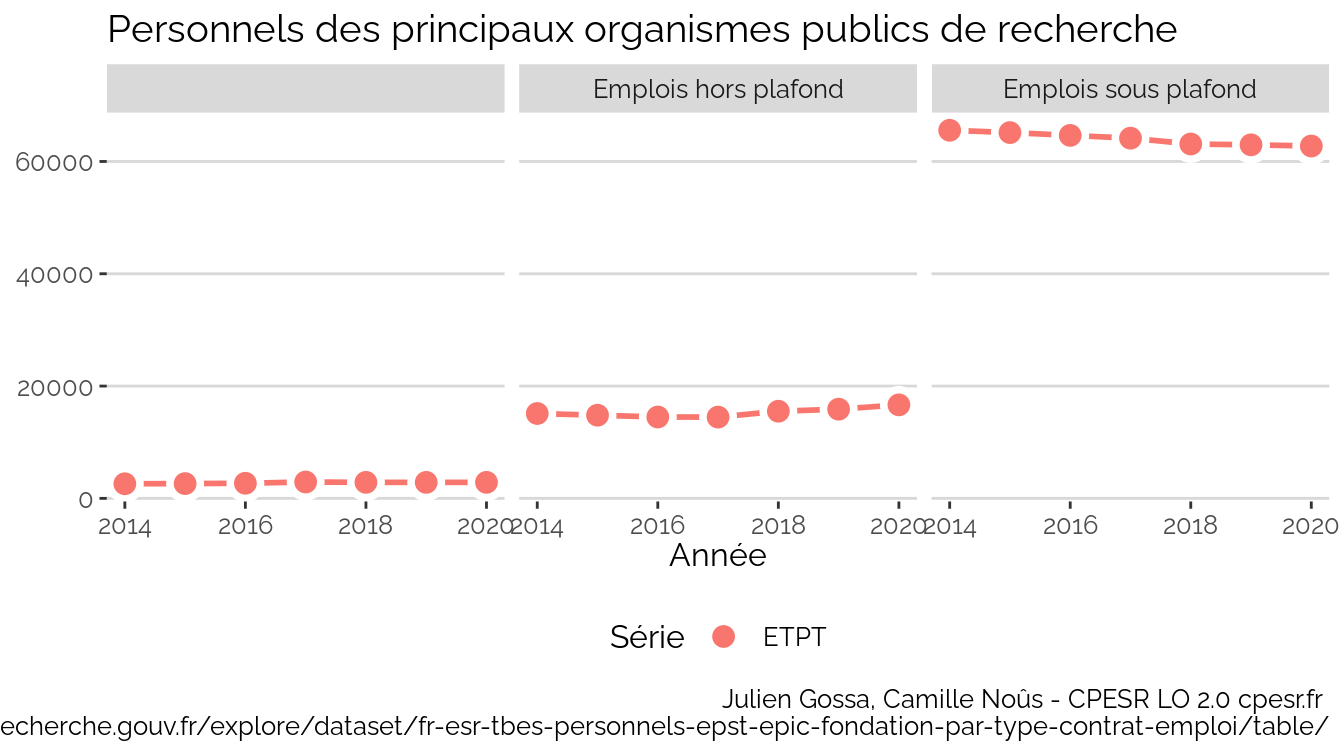 Personnels des principaux organismes publics de recherche
Emplois hors plafond
Emplois sous plafond
60000
40000
20000
0
2014 2016 2018 2020 2014 2016 2018 2020 2014 2016 2018 2020
Année
Série ETPT
Julien Gossa, Camille Noûs - CPESR LO 2.0 cpesr.fr
echerche.gouv.fr/explore/dataset/fr-esr-tbes-personnels-epst-epic-fondation-par-type-contrat-emploi/table/